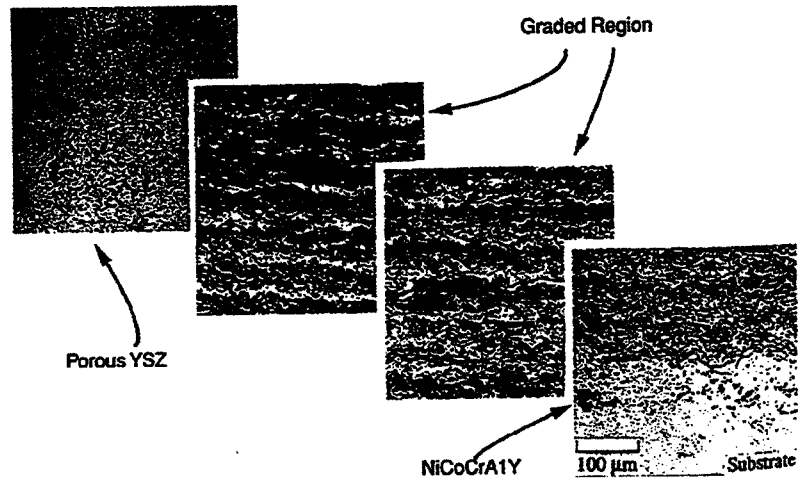 Graded Region
Porous YSZ
NiCoCrA1Y
100 µm
Substrate